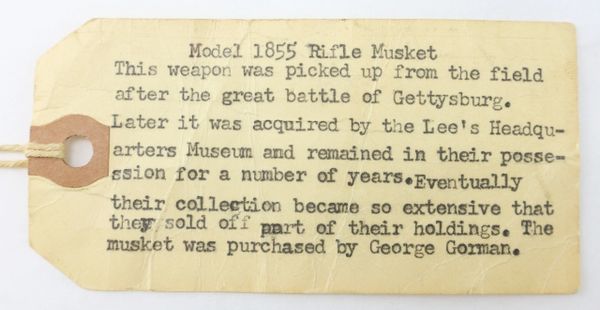 Model 1855 Rifle Musket
This weapon was picked up from the field
after the great battle of Gettysburg.
Later it was acquired by the Lee's Headqu-
arters Museum and remained in their posse=
ssion for a number of years.Eventually
their collection became so extensive that
they sold off part of their holdings. The
musket was purchased by George Gorman.